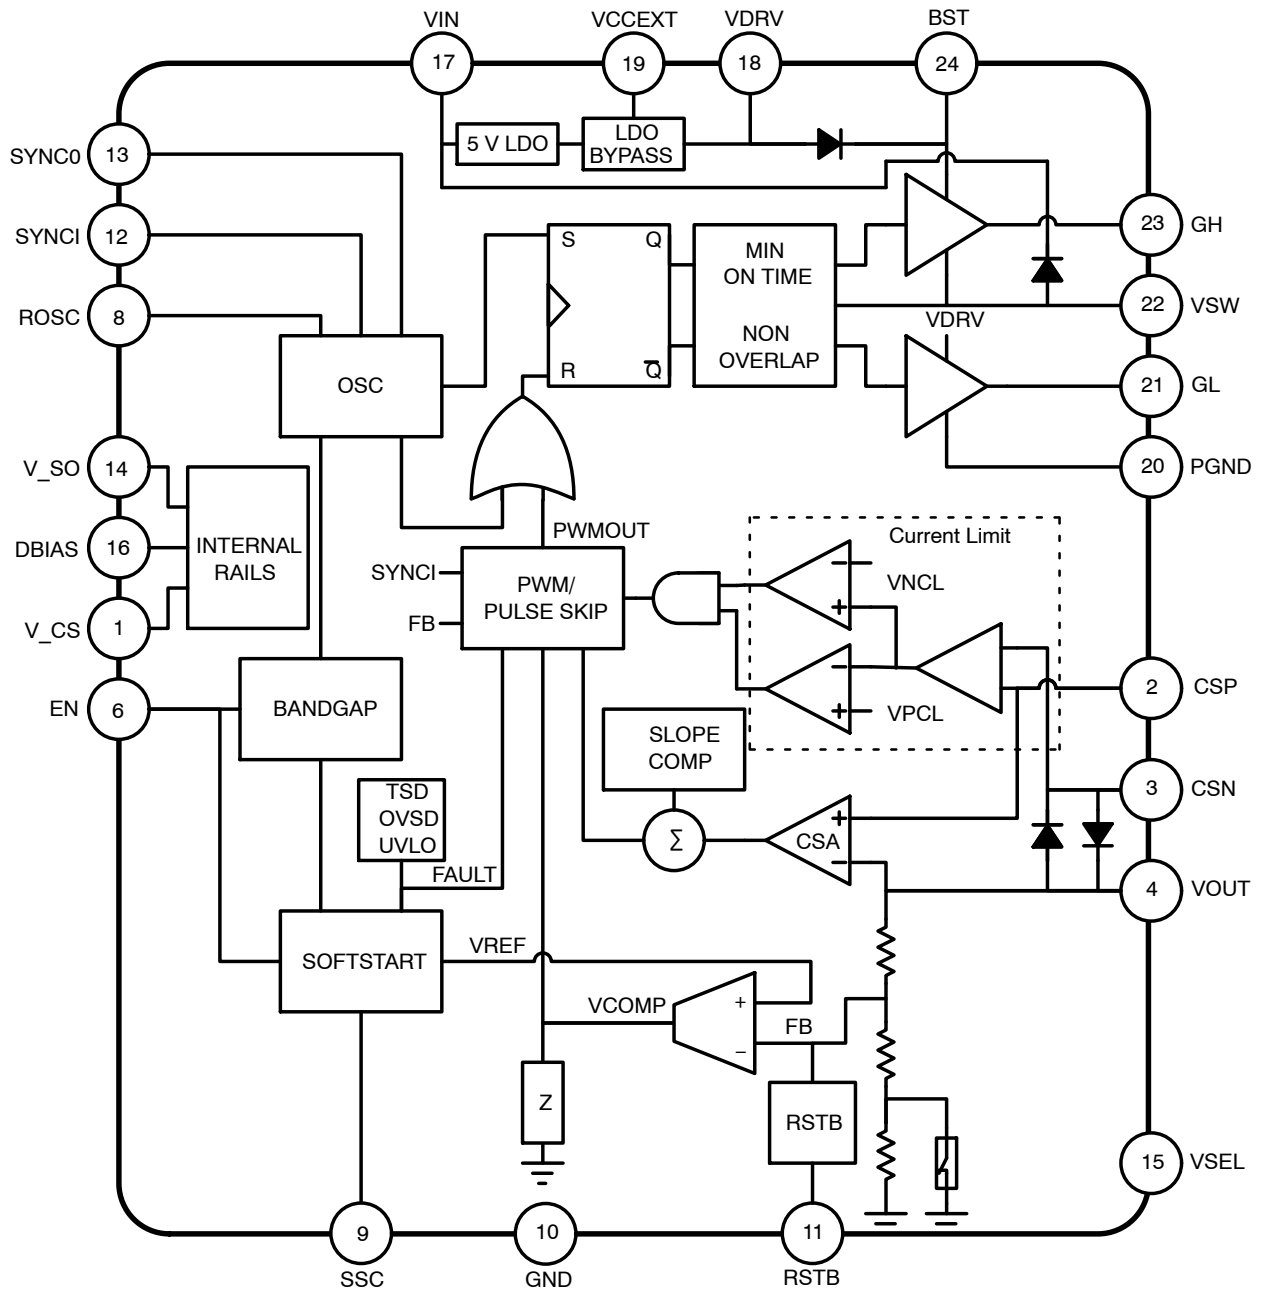 VIN
VCCEXT
VDRV
BST
17
19
18
24
5 V LDO
LDO
BYPASS
SYNC0
13
SYNCI
12
ROSC
8
S
Q
R
Q̅
MIN
ON TIME
NON
OVERLAP
23
GH
22
VSW
VDRV
21
GL
20
PGND
OSC
V_SO
14
DBIAS
16
V_CS
1
INTERNAL
RAILS
EN
6
PWMOUT
SYNCI
FB
PWM/
PULSE SKIP
Current Limit
VNCL
+
VPCL
+
2
CSP
BANDGAP
SLOPE
COMP
3
CSN
TSD
OVSD
UVLO
FAULT
Σ
CSA
+
4
VOUT
SOFTSTART
VREF
VCOMP
+
−
FB
Z
RSTB
15
VSEL
9
10
11
SSC
GND
RSTB